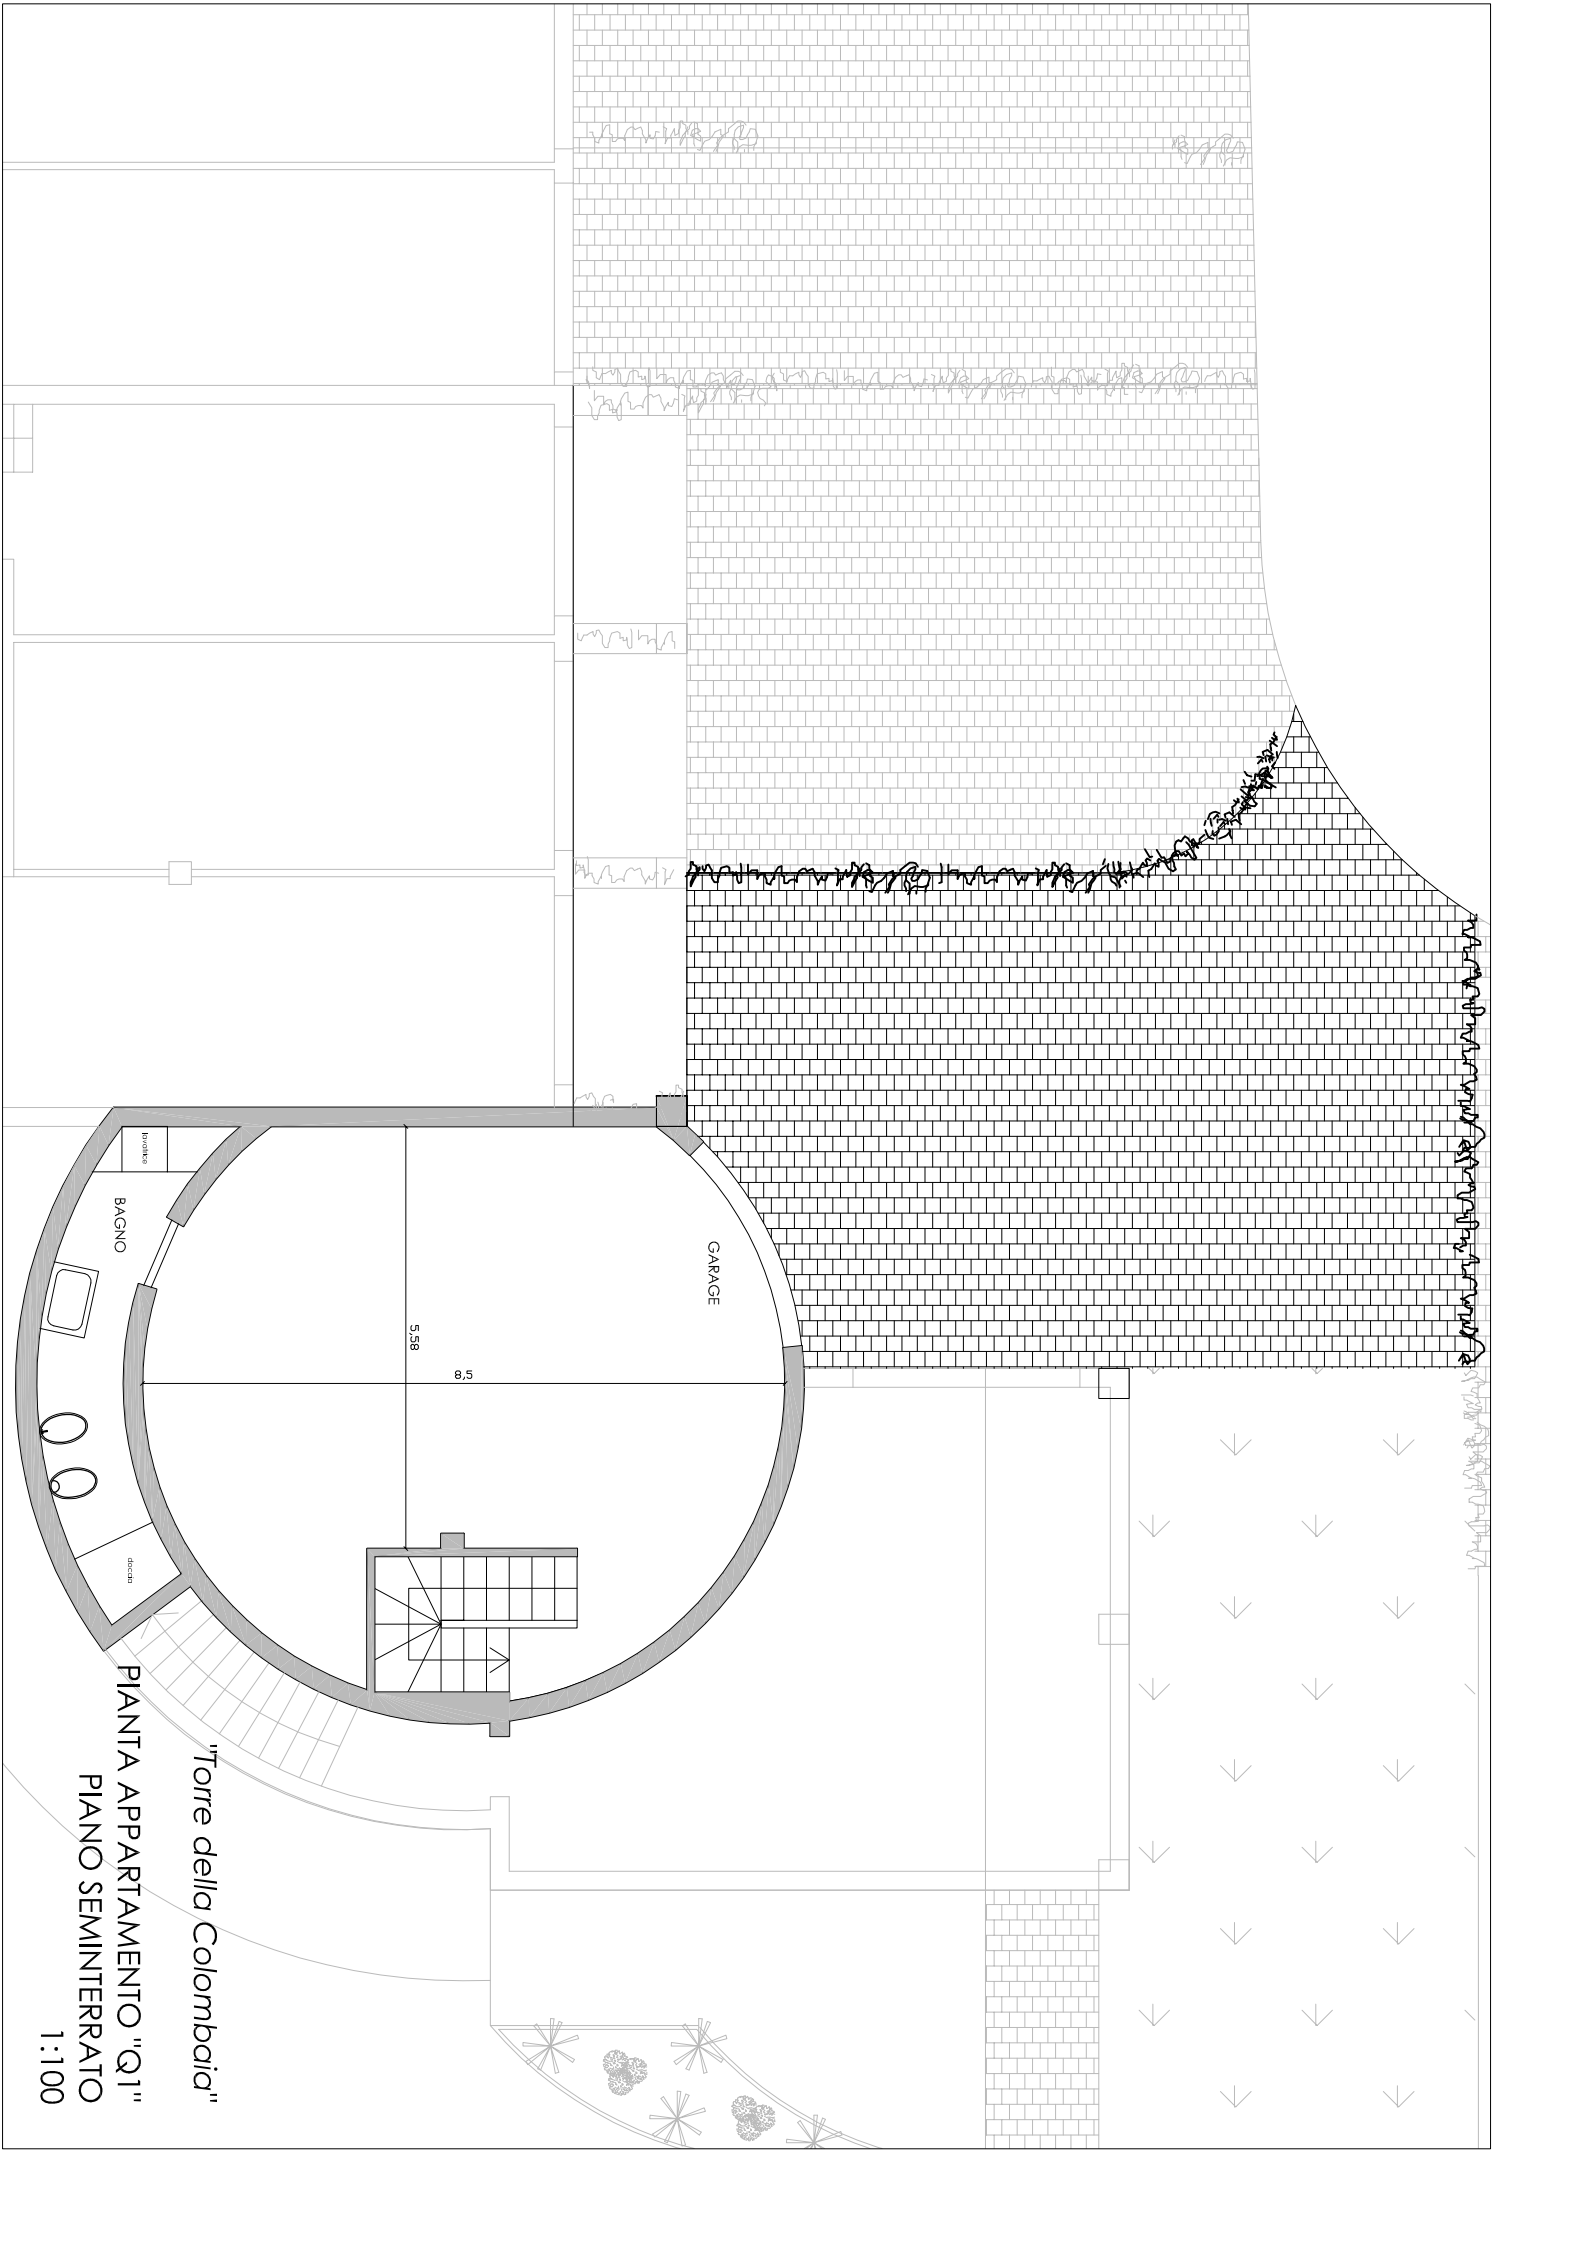 GARAGE
5,58
8,5
lavatrice
BAGNO
doccia
"Torre della Colombaia"
PIANTA APPARTAMENTO "Q1"
PIANO SEMINTERRATO
1:100